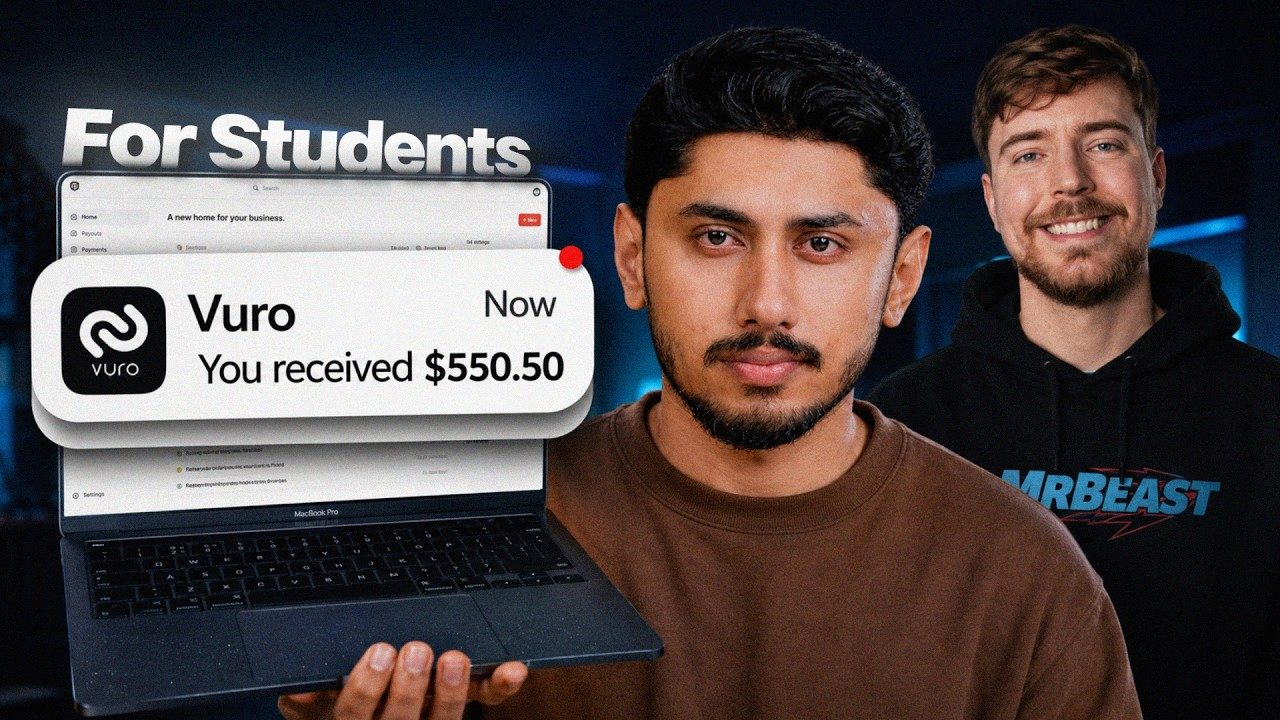 For Students
Search
Home
A new home for your business.
+ New
Payouts
Payments
Vuro
Now
vuro
You received $550.50
Settings
MacBook Pro
MRBEAST